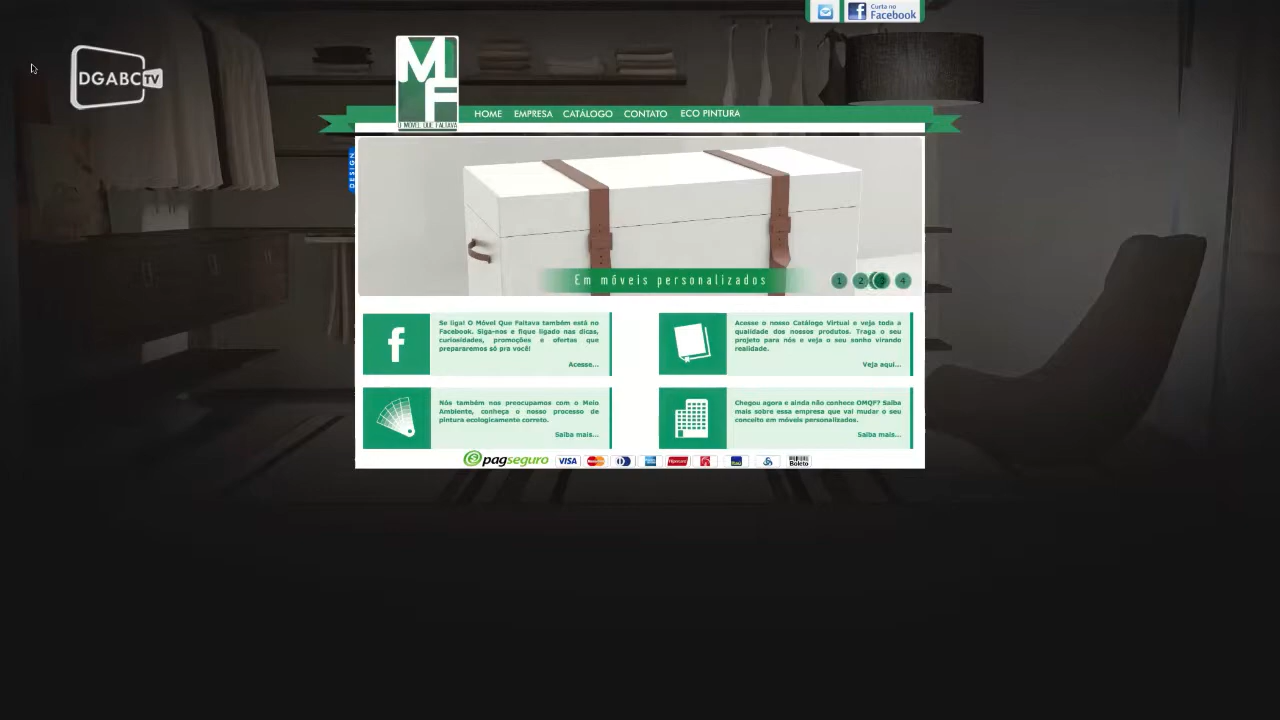 Curta no
Facebook
DGABC TV
MF
O MÓVEL QUE FALTAVA
HOME EMPRESA CATÁLOGO CONTATO ECO PINTURA
DESIGN
Em móveis personalizados
1 2 3 4
Se liga! O Móvel Que Faltava também está no
Facebook. Siga-nos e fique ligado nas dicas,
curiosidades, promoções e ofertas que
prepararemos só pra você!
Acesse...
Acesse o nosso Catálogo Virtual e veja toda a
qualidade dos nossos produtos. Traga o seu
projeto para nós e veja o seu sonho virando
realidade.
Veja aqui...
Nós também nos preocupamos com o Meio
Ambiente, conheça o nosso processo de
pintura ecologicamente correto.
Saiba mais...
Chegou agora e ainda não conhece OMQF? Saiba
mais sobre essa empresa que vai mudar o seu
conceito em móveis personalizados.
Saiba mais...
pagseguro VISA Hipercard Boleto